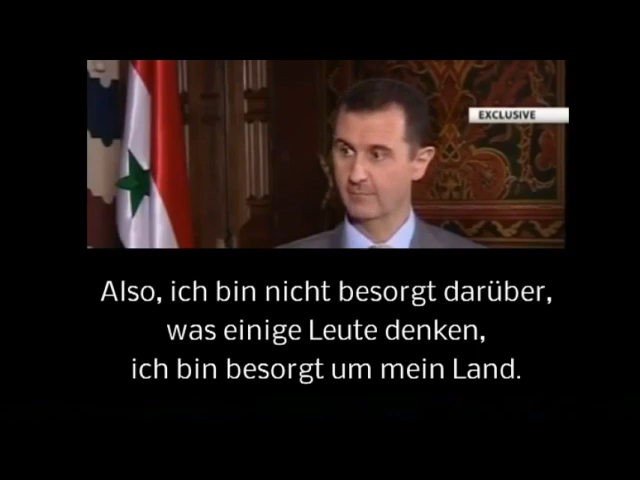 EXCLUSIVE
Also, ich bin nicht besorgt darüber,
was einige Leute denken,
ich bin besorgt um mein Land.